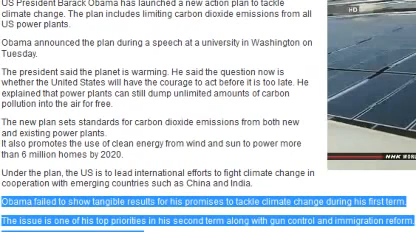 US President Barack Obama has launched a new action plan to tackle
climate change. The plan includes limiting carbon dioxide emissions from all
US power plants.
Obama announced the plan during a speech at a university in Washington on
Tuesday.
The president said the planet is warming. He said the question now is
whether the United States will have the courage to act before it is too late. He
explained that power plants can still dump unlimited amounts of carbon
pollution into the air for free.
The new plan sets standards for carbon dioxide emissions from both new
and existing power plants.
It also promotes the use of clean energy from wind and sun to power more
than 6 million homes by 2020.
Under the plan, the US is to lead international efforts to fight climate change in
cooperation with emerging countries such as China and India.
Obama failed to show tangible results for his promises to tackle climate change during his first term.
The issue is one of his top priorities in his second term along with gun control and immigration reform.
HD
NHK WORL